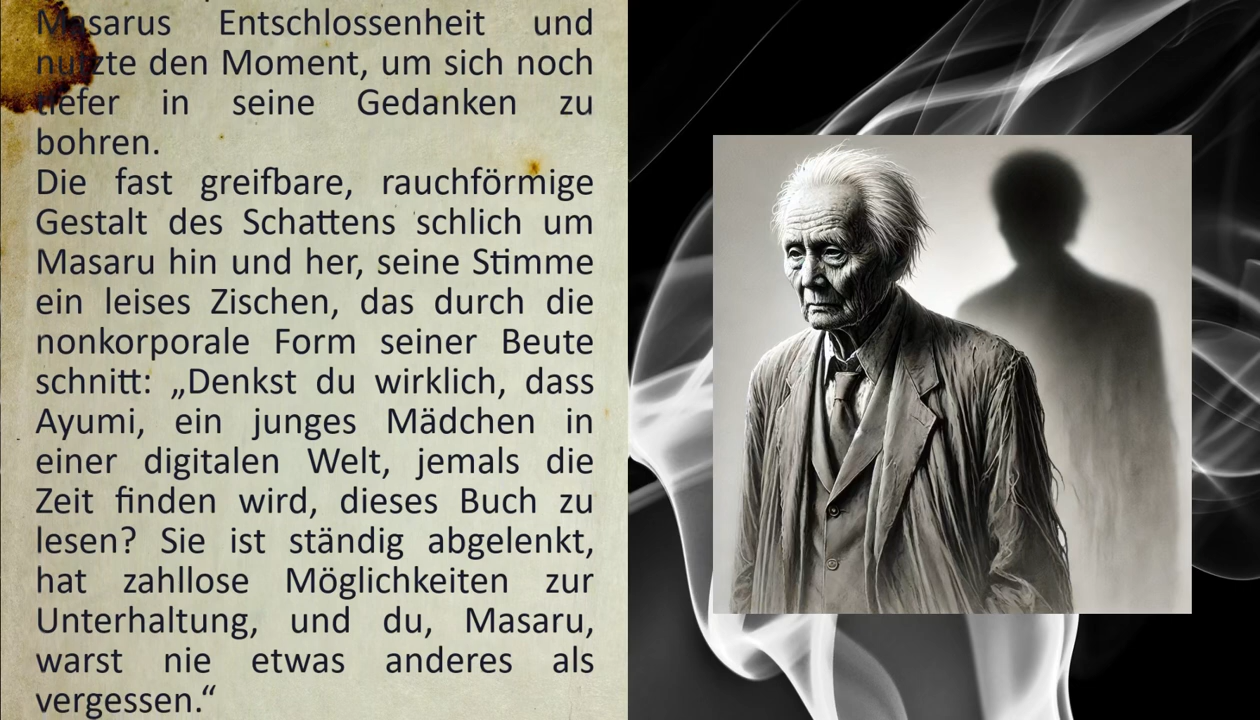 Masarus Entschlossenheit und
nutzte den Moment, um sich noch
tiefer in seine Gedanken zu
bohren.
Die fast greifbare, rauchförmige
Gestalt des Schattens schlich um
Masaru hin und her, seine Stimme
ein leises Zischen, das durch die
nonkorporale Form seiner Beute
schnitt: „Denkst du wirklich, dass
Ayumi, ein junges Mädchen in
einer digitalen Welt, jemals die
Zeit finden wird, dieses Buch zu
lesen? Sie ist ständig abgelenkt,
hat zahllose Möglichkeiten zur
Unterhaltung, und du, Masaru,
warst nie etwas anderes als
vergessen.“